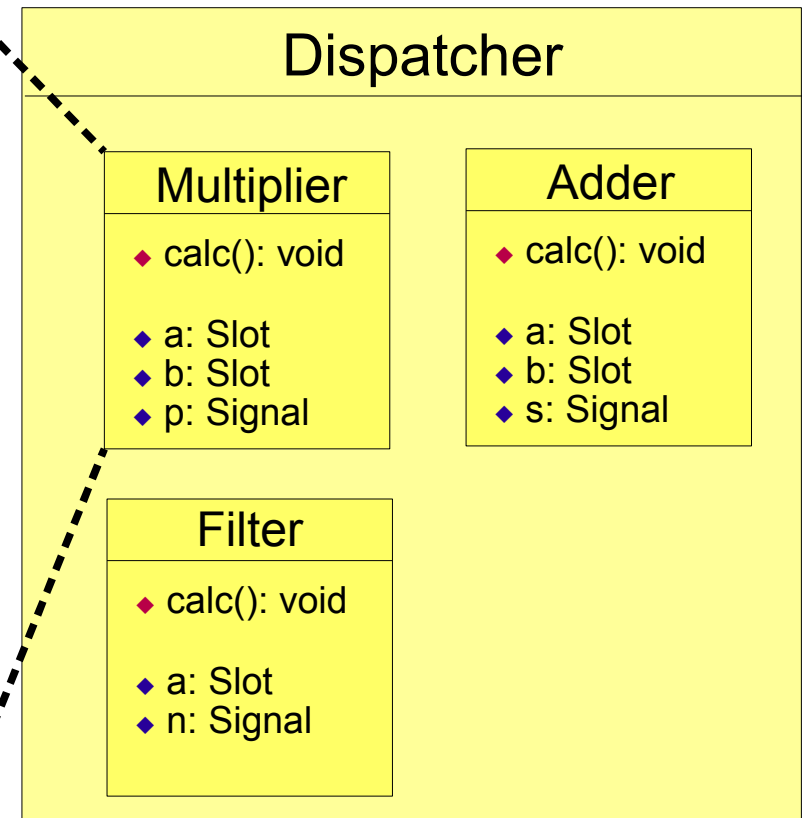 Dispatcher
Multiplier
calc(): void
a: Slot
b: Slot
p: Signal
Adder
calc(): void
a: Slot
b: Slot
s: Signal
Filter
calc(): void
a: Slot
n: Signal